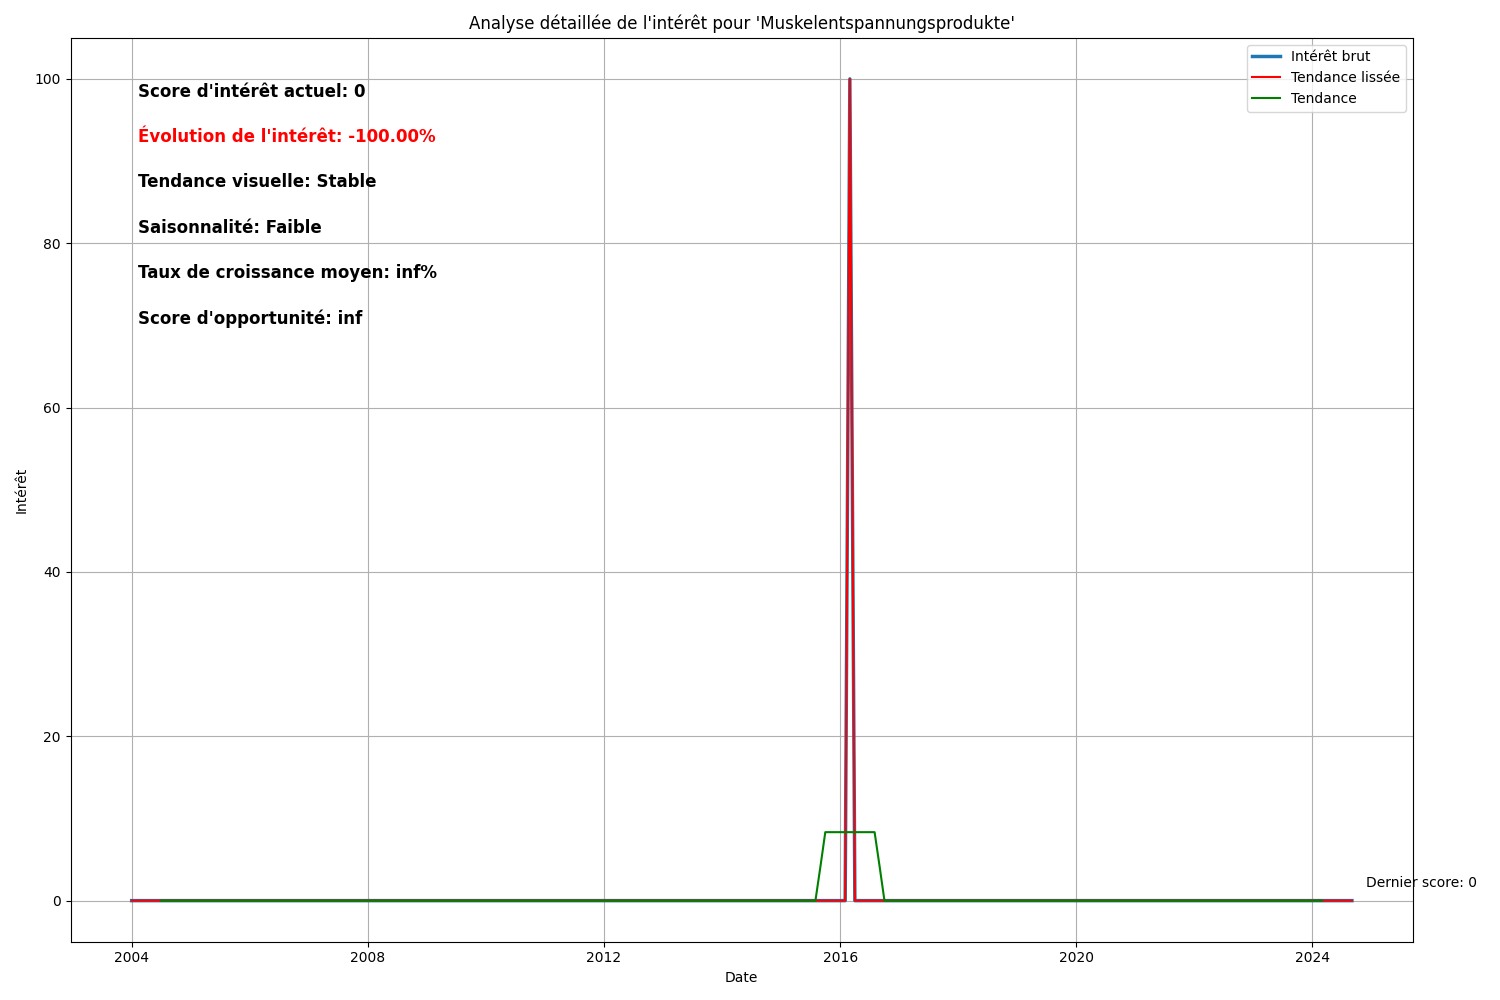 Analyse détaillée de l'intérêt pour 'Muskelentspannungsprodukte'
Intérêt brut
Tendance lissée
Tendance
Score d'intérêt actuel: 0
Évolution de l'intérêt: -100.00%
Tendance visuelle: Stable
Saisonnalité: Faible
Taux de croissance moyen: inf%
Score d'opportunité: inf
100
80
60
40
20
0
Intérêt
Dernier score: 0
2004
2008
2012
2016
2020
2024
Date